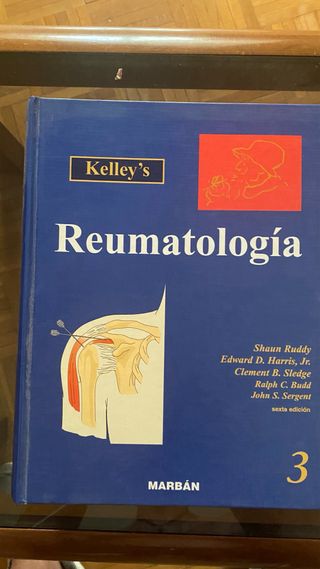 Kelley's
Reumatología
Shaun Ruddy
Edward D. Harris, Jr.
Clement B. Sledge
Ralph C. Budd
John S. Sergent
sexta edición
3
MARBÁN